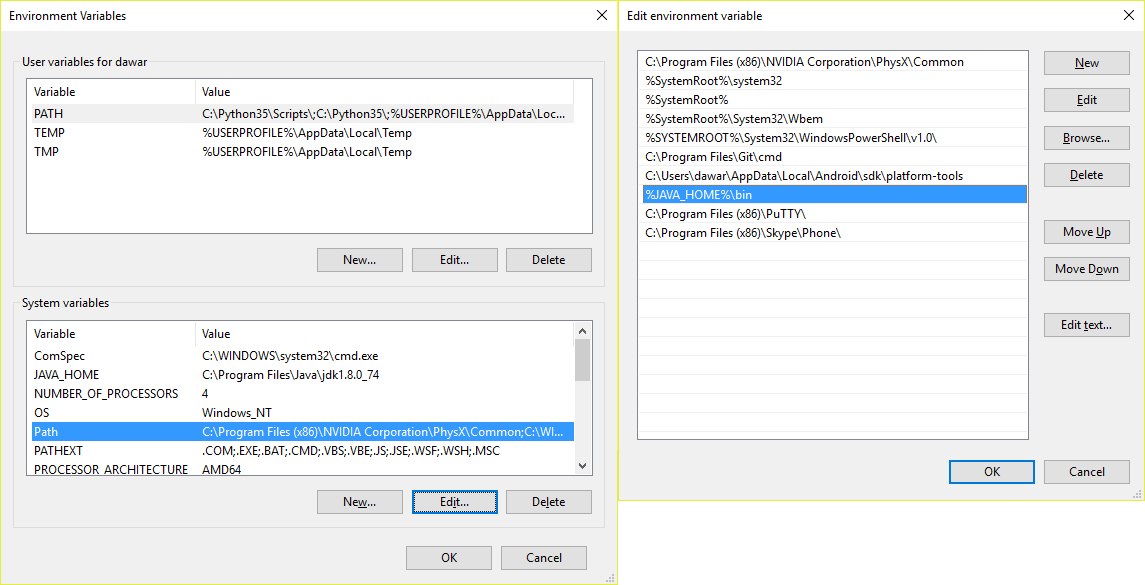 Environment Variables
User variables for dawar
Variable Value
PATH C:\Python35\Scripts\;C:\Python35\;%USERPROFILE%\AppData\Loc...
TEMP %USERPROFILE%\AppData\Local\Temp
TMP %USERPROFILE%\AppData\Local\Temp
New... Edit... Delete
System variables
Variable Value
ComSpec C:\WINDOWS\system32\cmd.exe
JAVA_HOME C:\Program Files\Java\jdk1.8.0_74
NUMBER_OF_PROCESSORS 4
OS Windows_NT
Path C:\Program Files (x86)\NVIDIA Corporation\PhysX\Common;C:\WI...
PATHEXT .COM;.EXE;.BAT;.CMD;.VBS;.VBE;.JS;.JSE;.WSF;.WSH;.MSC
PROCESSOR_ARCHITECTURE AMD64
New... Edit... Delete
OK Cancel
Edit environment variable
C:\Program Files (x86)\NVIDIA Corporation\PhysX\Common
%SystemRoot%\system32
%SystemRoot%
%SystemRoot%\System32\Wbem
%SYSTEMROOT%\System32\WindowsPowerShell\v1.0\
C:\Program Files\Git\cmd
C:\Users\dawar\AppData\Local\Android\sdk\platform-tools
%JAVA_HOME%\bin
C:\Program Files (x86)\PuTTY\
C:\Program Files (x86)\Skype\Phone\
New
Edit
Browse...
Delete
Move Up
Move Down
Edit text...
OK Cancel